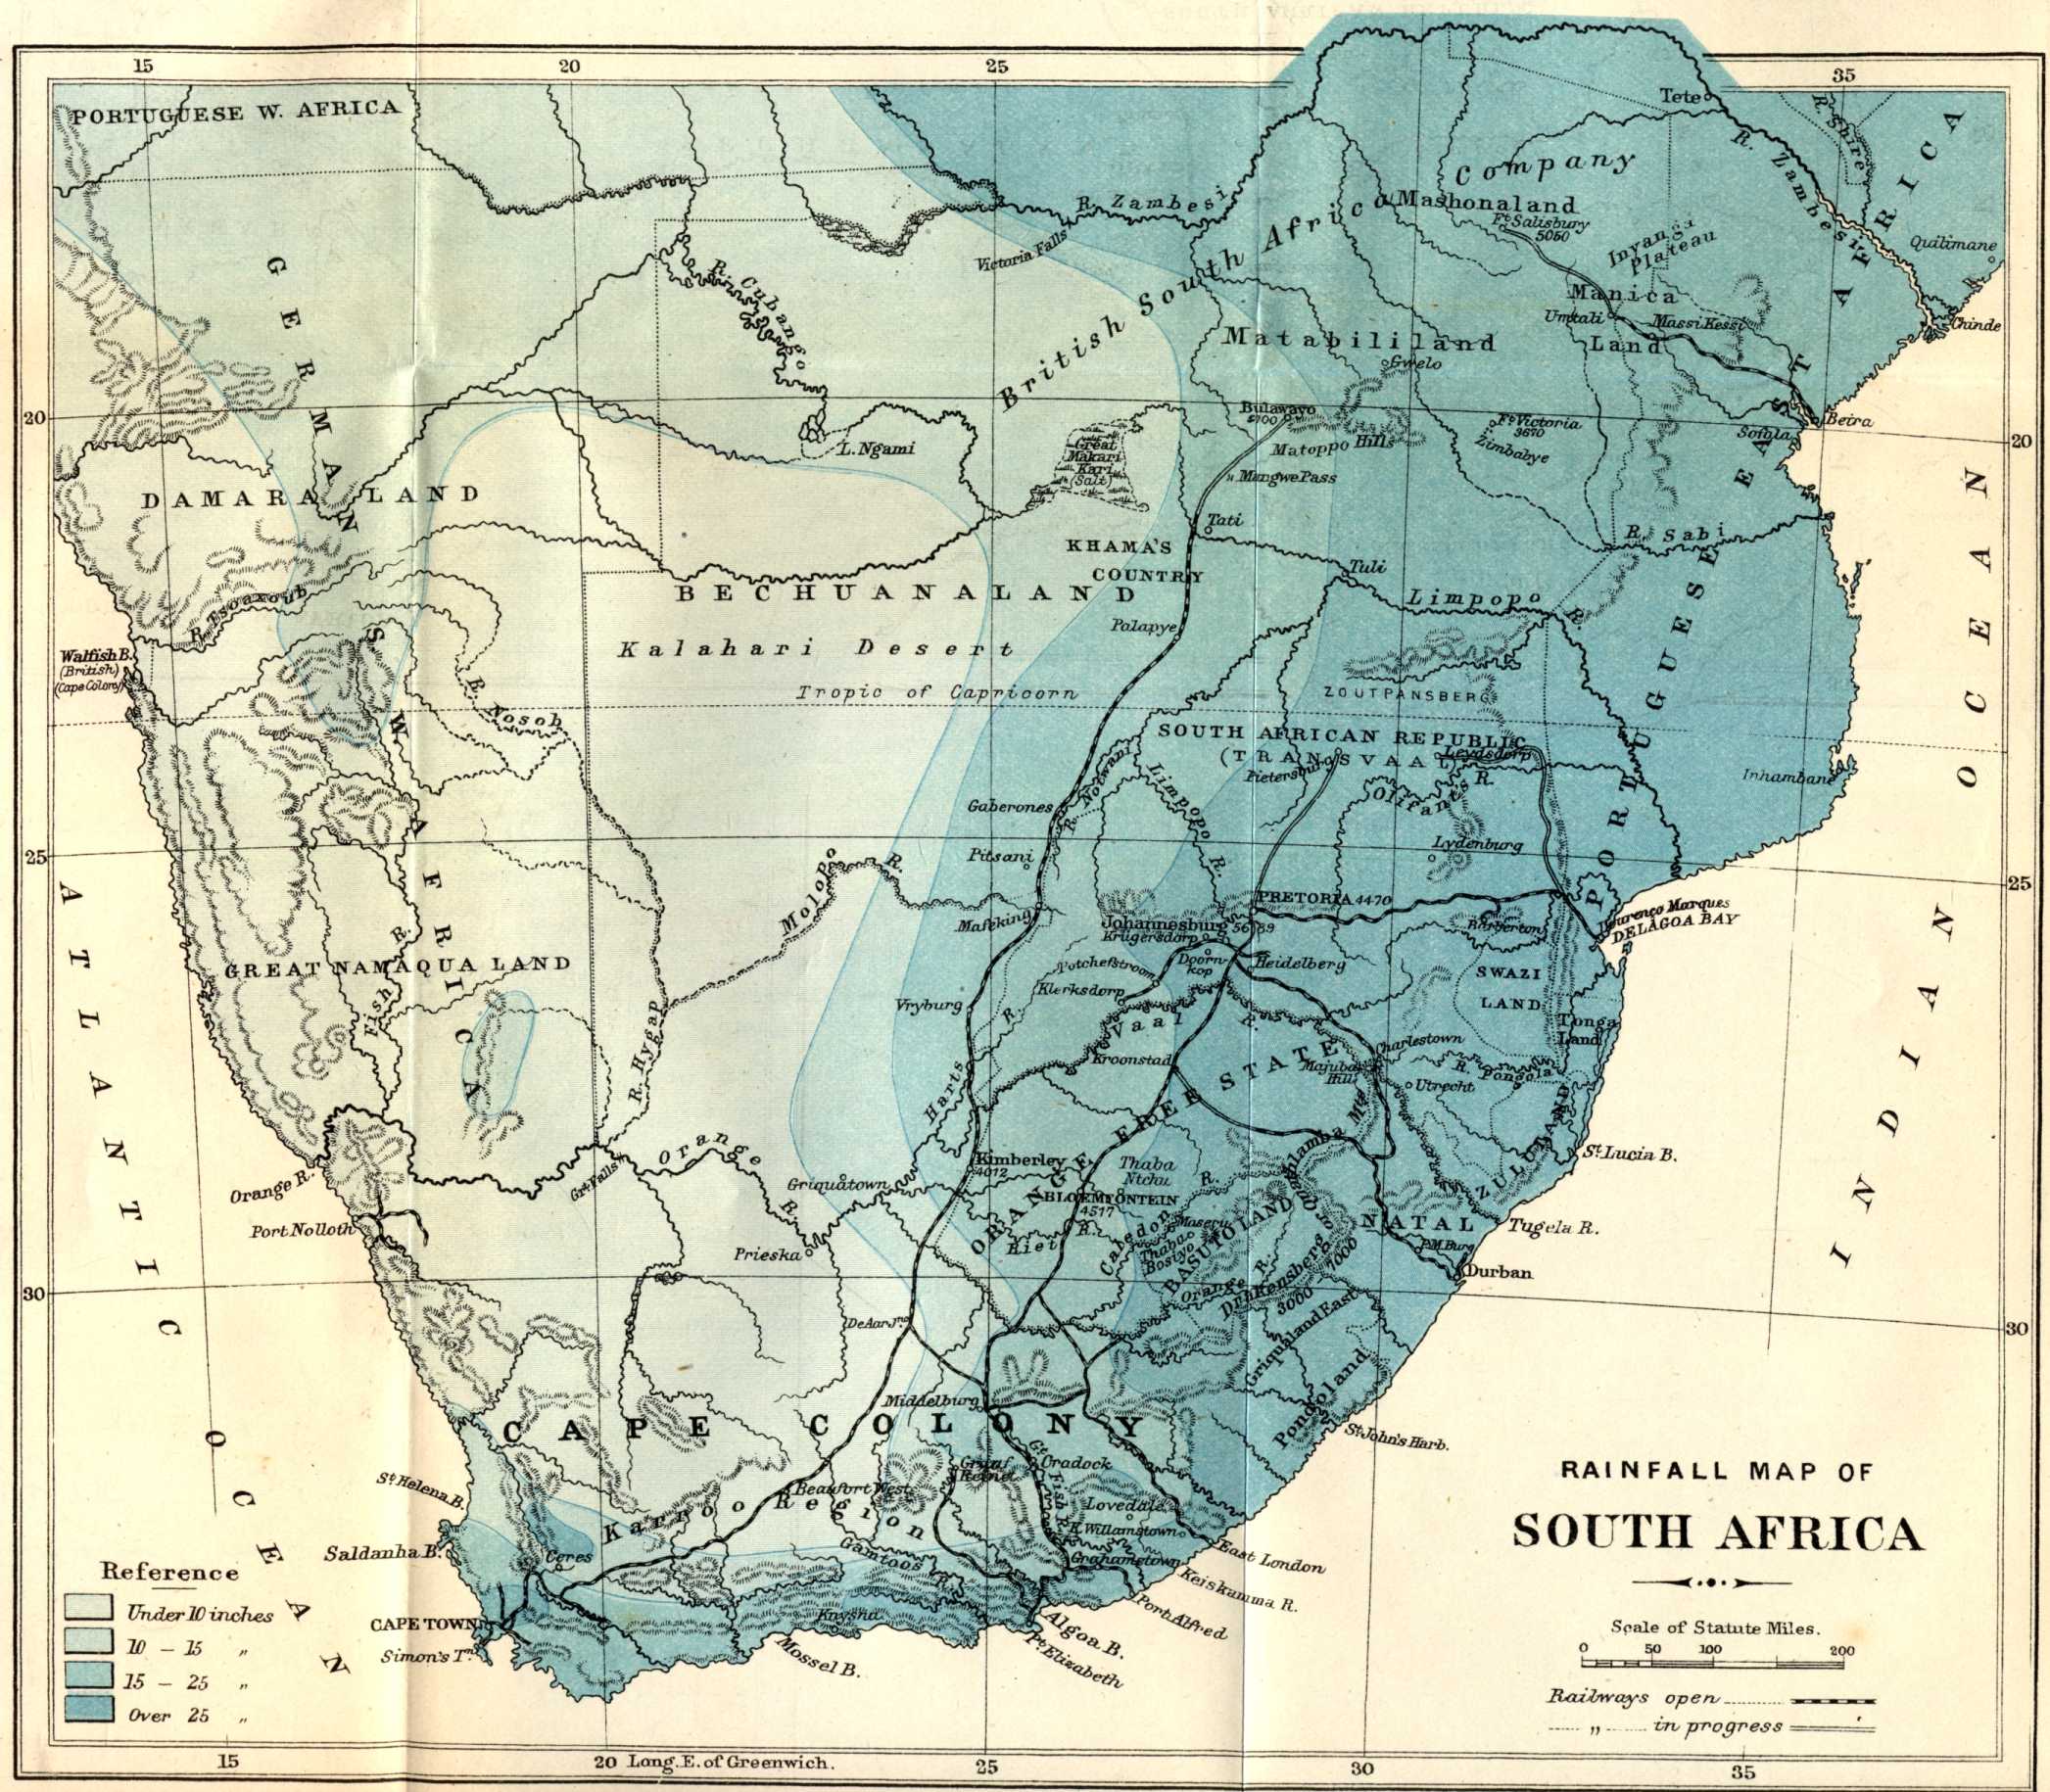 15
20
25
35
PORTUGUESE W. AFRICA
Tete
R. Shire
R. Zambesi
Company
Mashonaland
Ft Salisbury
5050
Inyanga
Plateau
Quilimane
R. Zambesi
Victoria Falls
British South Africa
R. Cubango
Manica
Land
Umtali
Massi Kessi
Chinde
Matabililand
Gwelo
GERMAN S. W. AFRICA
20
Bulawayo
Matoppo Hills
Ft Victoria
3670
Zimbabye
Sofala
Beira
20
L. Ngami
Great
Makari
Kari
(Salt)
Mangwe Pass
DAMARA LAND
Tati
R. Sabi
KHAMA'S
COUNTRY
Tuli
BECHUANALAND
Limpopo R.
R. Tsoaxoub
Palapye
Kalahari Desert
Walfish B.
(British)
(Cape Colony)
Tropic of Capricorn
ZOUTPANSBERG
R. Nosob
SOUTH AFRICAN REPUBLIC
(TRANSVAAL)
Leydsdorp
Pietersburg
PORTUGUESE EAST AFRICA
Inhambane
R. Notwani
Limpopo R.
Olifants R.
Gaberones
25
Pitsani
Lydenburg
25
Molopo R.
Mafeking
PRETORIA 4470
Johannesburg 5689
Krugersdorp
Barberton
Lourenco Marques
DELAGOA BAY
GREAT NAMAQUA LAND
Fish R.
Potchefstroom
Doorn-
kop
Heidelberg
SWAZI
LAND
Klerksdorp
Vryburg
Vaal R.
Tonga
Land
R. Hygap
Harts R.
Kroonstad
Charlestown
Majuba
Hill
R. Pongola
Utrecht
ORANGE FREE STATE
ZULULAND
Orange R.
Grt Falls
Orange R.
Kimberley
4012
Thaba
Nichu
St Lucia B.
Griquatown
BLOEMFONTEIN
4517
Port Nolloth
Prieska
Riet R.
Caledon R.
Maseru
Thaba
Bosiyo
BASUTOLAND
Quathlamba Mts
or
Drakensberg
3000 - 7000
NATAL
P.M.Burg
Tugela R.
Durban
Orange R.
30
30
De Aar Jnc
Griqualand East
Pondoland
Middelburg
CAPE COLONY
St John's Harb.
Graaf
Reinet
Cradock
Gt Fish R.
St Helena B.
Beaufort West
Karroo Region
Lovedale
K. Willamstown
Saldanha B.
Ceres
Gamtoos R.
Grahamstown
East London
Keiskamma R.
CAPE TOWN
Knysna
Port Alfred
Simon's Tn
Mossel B.
Algoa B.
Pt Elizabeth
ATLANTIC OCEAN
INDIAN OCEAN
Reference
Under 10 inches
10 – 15 „
15 – 25 „
Over 25 „
RAINFALL MAP OF
SOUTH AFRICA
Scale of Statute Miles.
0 50 100 200
Railways open
„ in progress
15
20 Long. E. of Greenwich.
25
30
35